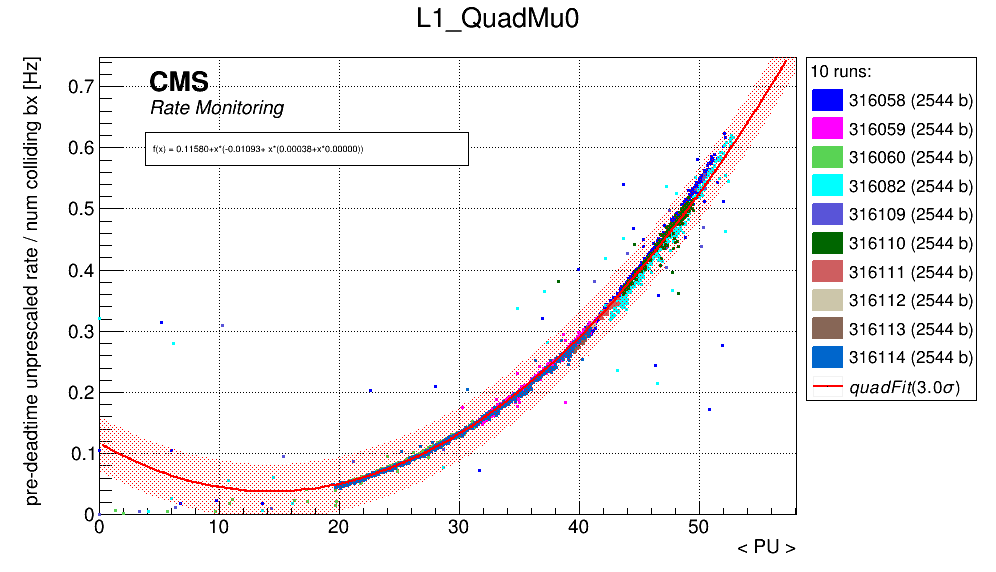 L1_QuadMu0
pre-deadtime unprescaled rate / num colliding bx [Hz]
0.7
0.6
0.5
0.4
0.3
0.2
0.1
0
CMS
Rate Monitoring
f(x) = 0.11580+x*(-0.01093+ x*(0.00038+x*0.00000))
0 10 20 30 40 50
< PU >
10 runs:
316058 (2544 b)
316059 (2544 b)
316060 (2544 b)
316082 (2544 b)
316109 (2544 b)
316110 (2544 b)
316111 (2544 b)
316112 (2544 b)
316113 (2544 b)
316114 (2544 b)
quadFit(3.0σ)